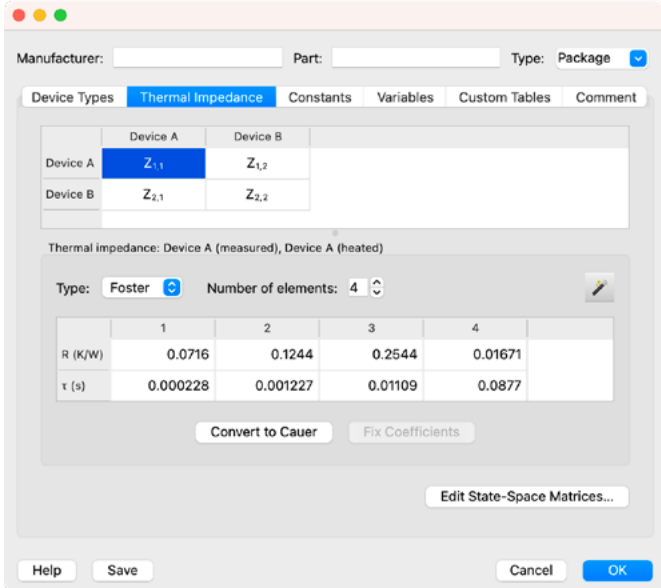 Manufacturer: Part: Type: Package
Device Types Thermal Impedance Constants Variables Custom Tables Comment
Device A Device B
Device A Z1,1 Z1,2
Device B Z2,1 Z2,2
Thermal impedance: Device A (measured), Device A (heated)
Type: Foster Number of elements: 4
1 2 3 4
R (K/W) 0.0716 0.1244 0.2544 0.01671
τ (s) 0.000228 0.001227 0.01109 0.0877
Convert to Cauer Fix Coefficients
Edit State-Space Matrices...
Help Save Cancel OK